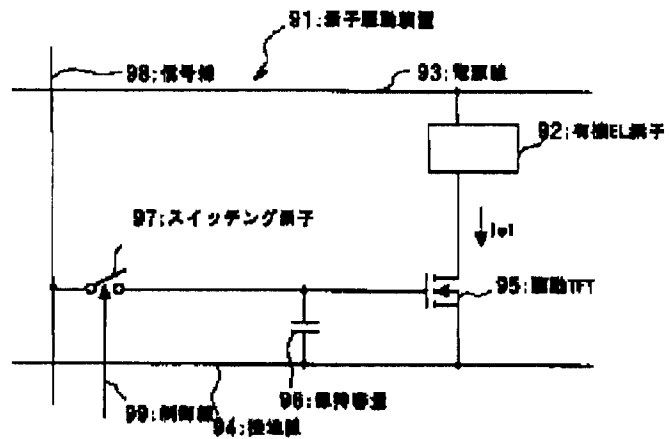 91;素子駆動装置
98;信号線
93;電源線
92;有機EL素子
97;スイッチング素子
Iel
95;駆動TFT
96;保持容量
99;制御線
94;接地線